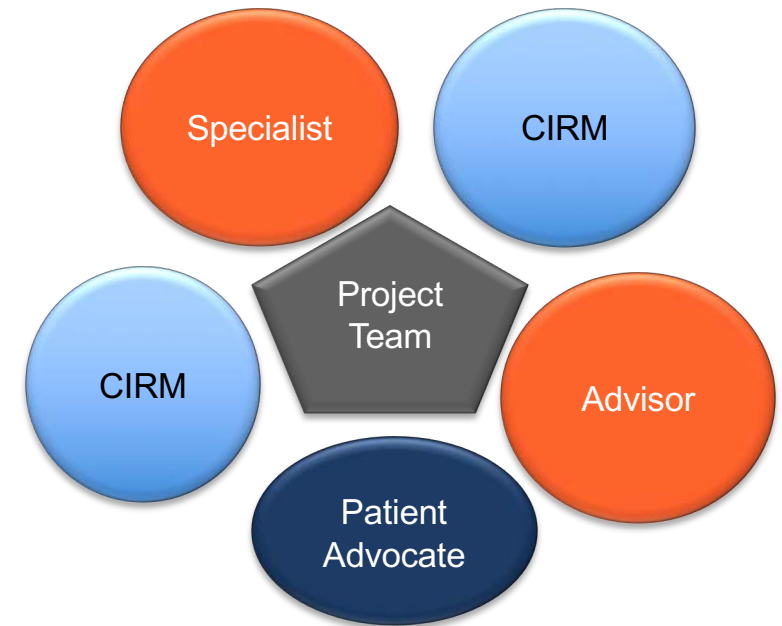 Specialist
CIRM
Project
Team
CIRM
Advisor
Patient
Advocate